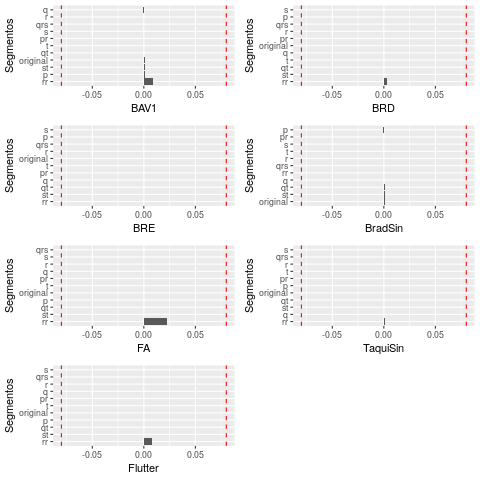 Segmentos
q
r
qrs
s
pr
t
qt
original
st
p
rr
-0.05 0.00 0.05
BAV1
Segmentos
s
p
qrs
r
pr
original
q
t
qt
st
rr
-0.05 0.00 0.05
BRD
Segmentos
s
p
qrs
r
t
pr
q
original
qt
st
rr
-0.05 0.00 0.05
BRE
Segmentos
p
pr
s
t
r
qrs
rr
q
qt
st
original
-0.05 0.00 0.05
BradSin
Segmentos
qrs
s
r
q
pr
t
original
p
qt
st
rr
-0.05 0.00 0.05
FA
Segmentos
s
qrs
r
pr
p
t
original
qt
st
q
rr
-0.05 0.00 0.05
TaquiSin
Segmentos
s
qrs
r
q
pr
t
original
p
qt
st
rr
-0.05 0.00 0.05
Flutter